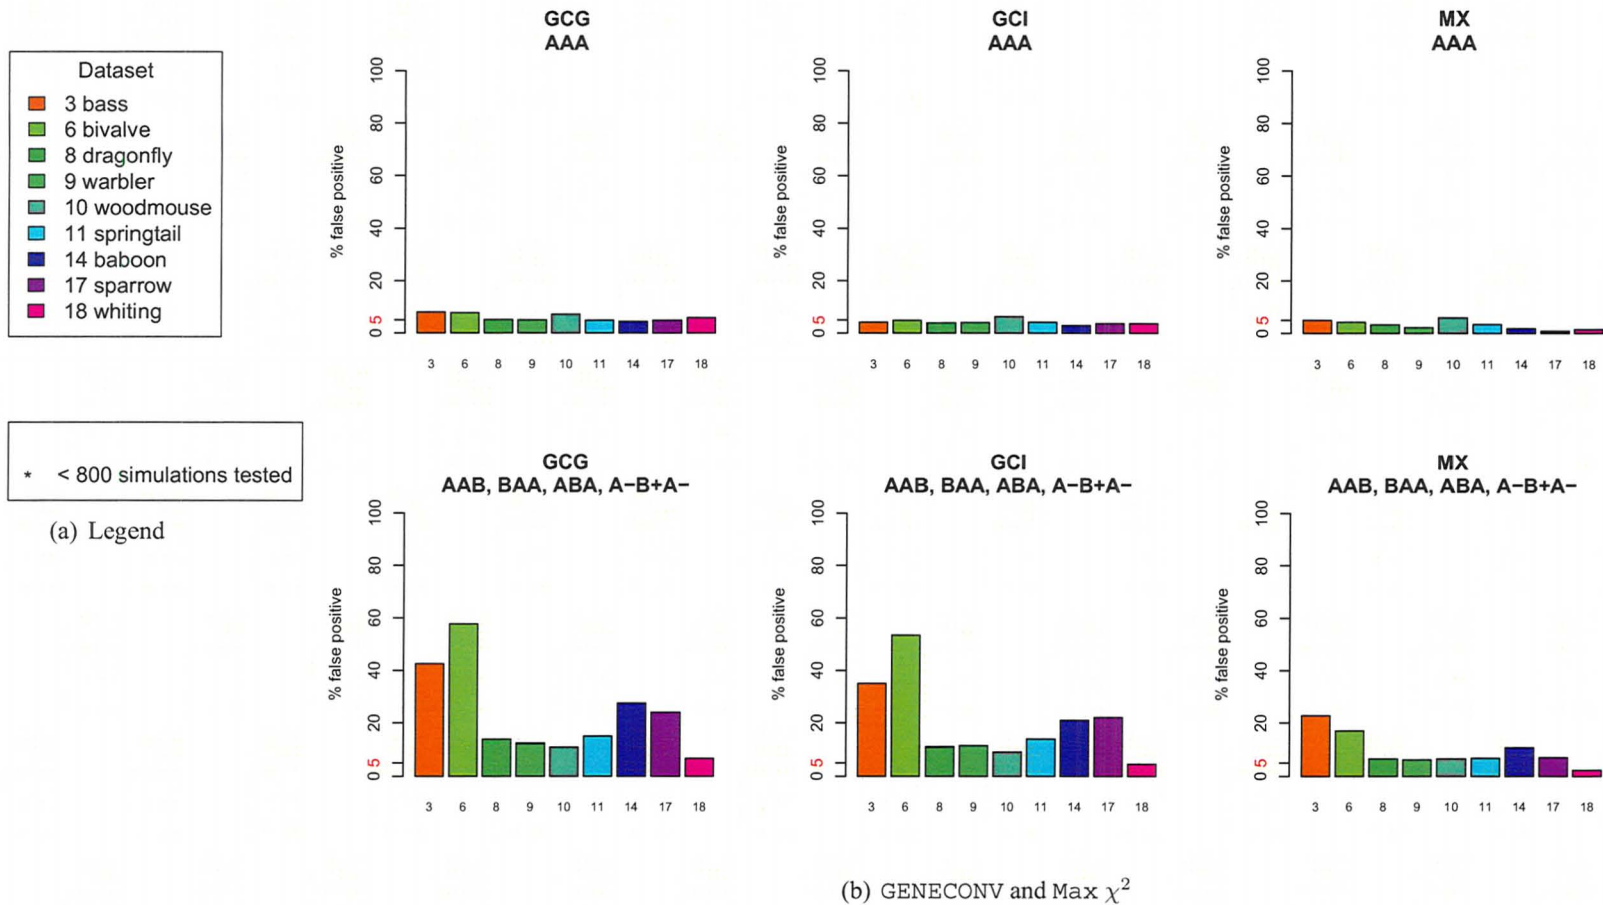 Dataset
3 bass
6 bivalve
8 dragonfly
9 warbler
10 woodmouse
11 springtail
14 baboon
17 sparrow
18 whiting
* < 800 simulations tested
(a) Legend
GCG
AAA
% false positive
100
80
60
40
20
5
0
3 6 8 9 10 11 14 17 18
GCI
AAA
% false positive
100
80
60
40
20
5
0
3 6 8 9 10 11 14 17 18
MX
AAA
% false positive
100
80
60
40
20
5
0
3 6 8 9 10 11 14 17 18
GCG
AAB, BAA, ABA, A−B+A−
% false positive
100
80
60
40
20
5
0
3 6 8 9 10 11 14 17 18
GCI
AAB, BAA, ABA, A−B+A−
% false positive
100
80
60
40
20
5
0
3 6 8 9 10 11 14 17 18
MX
AAB, BAA, ABA, A−B+A−
% false positive
100
80
60
40
20
5
0
3 6 8 9 10 11 14 17 18
(b) GENECONV and Max χ²